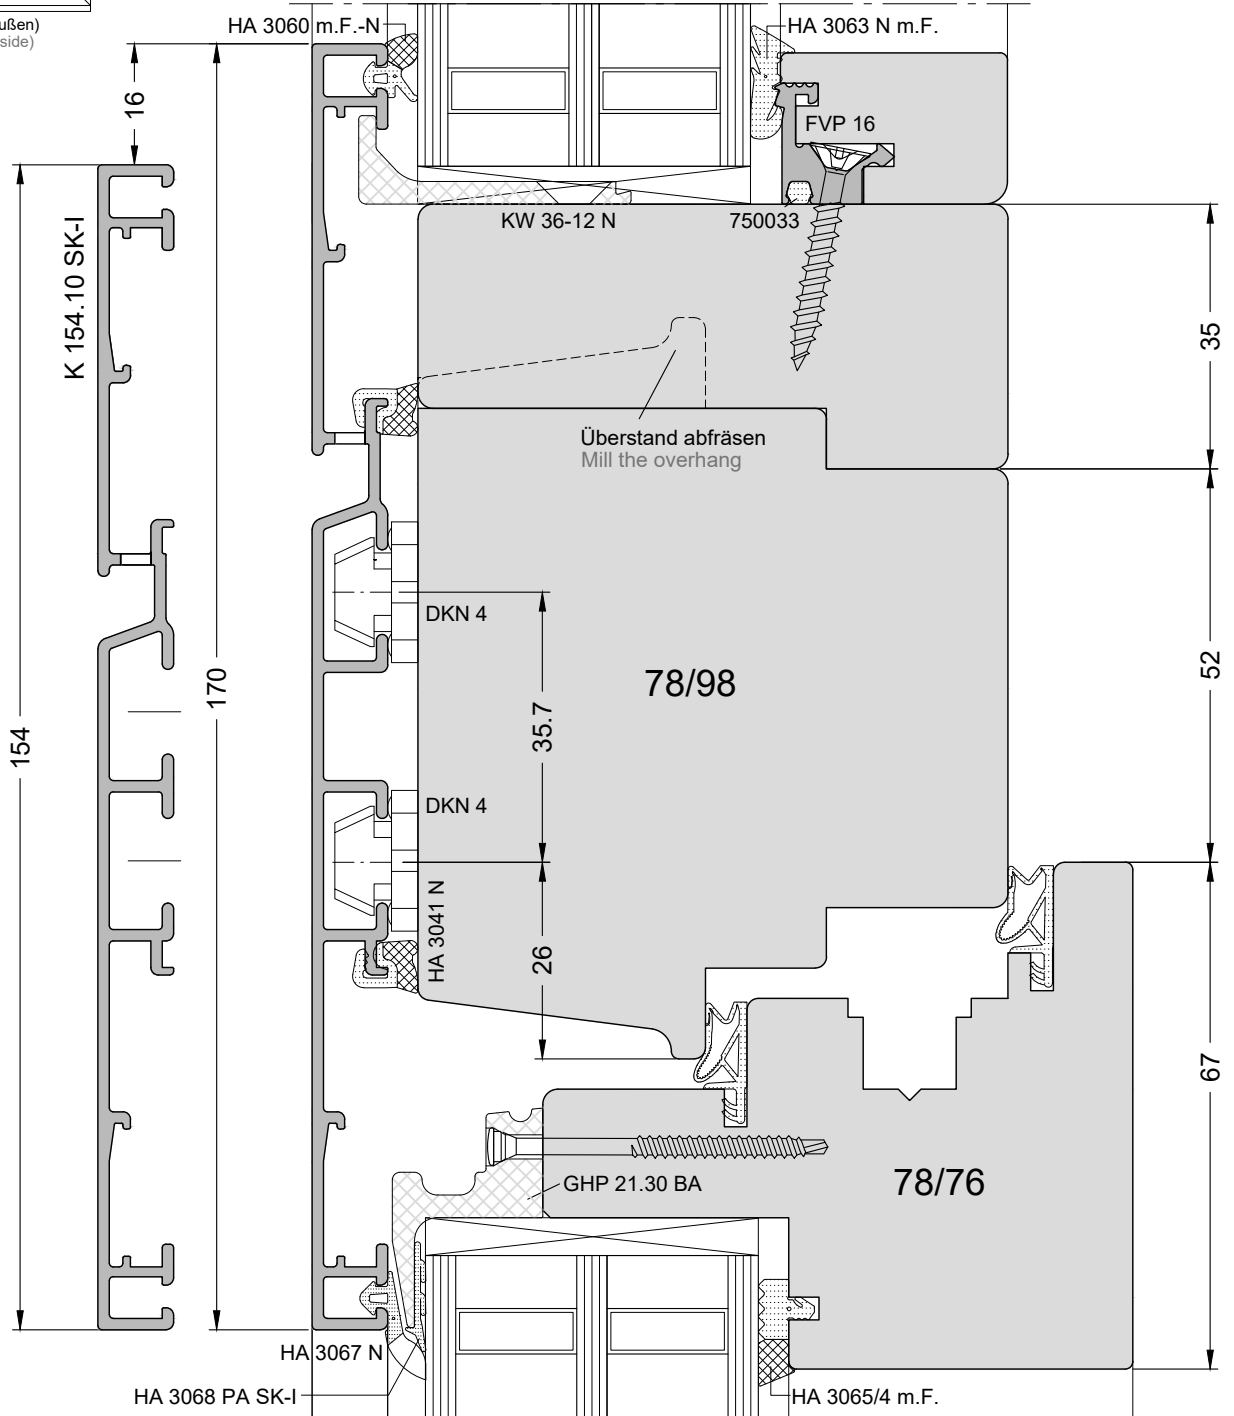 ußen)
side)
HA 3060 m.F.-N
HA 3063 N m.F.
16
FVP 16
K 154.10 SK-I
KW 36-12 N
750033
35
Überstand abfräsen
Mill the overhang
DKN 4
78/98
52
170
35.7
154
DKN 4
HA 3041 N
26
67
GHP 21.30 BA
78/76
HA 3067 N
HA 3068 PA SK-I
HA 3065/4 m.F.